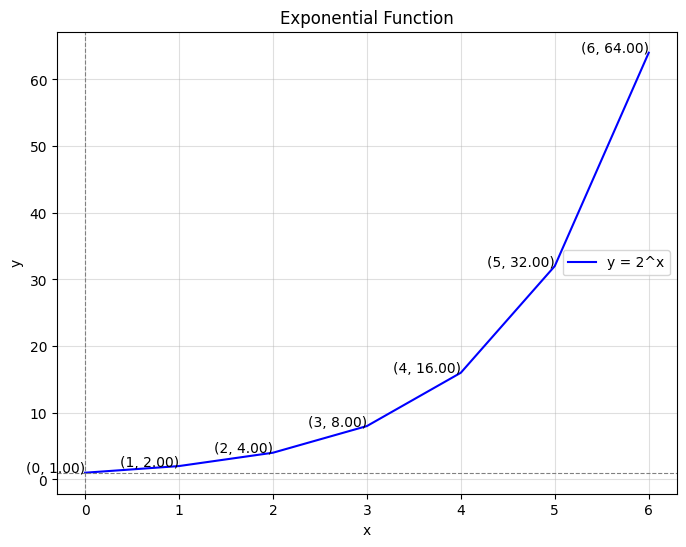 Exponential Function
(6, 64.00)
60
50
y
40
(5, 32.00)
y = 2^x
30
20
(4, 16.00)
10
(3, 8.00)
(2, 4.00)
(1, 2.00)
(0, 1.00)
0
0 1 2 3 4 5 6
x